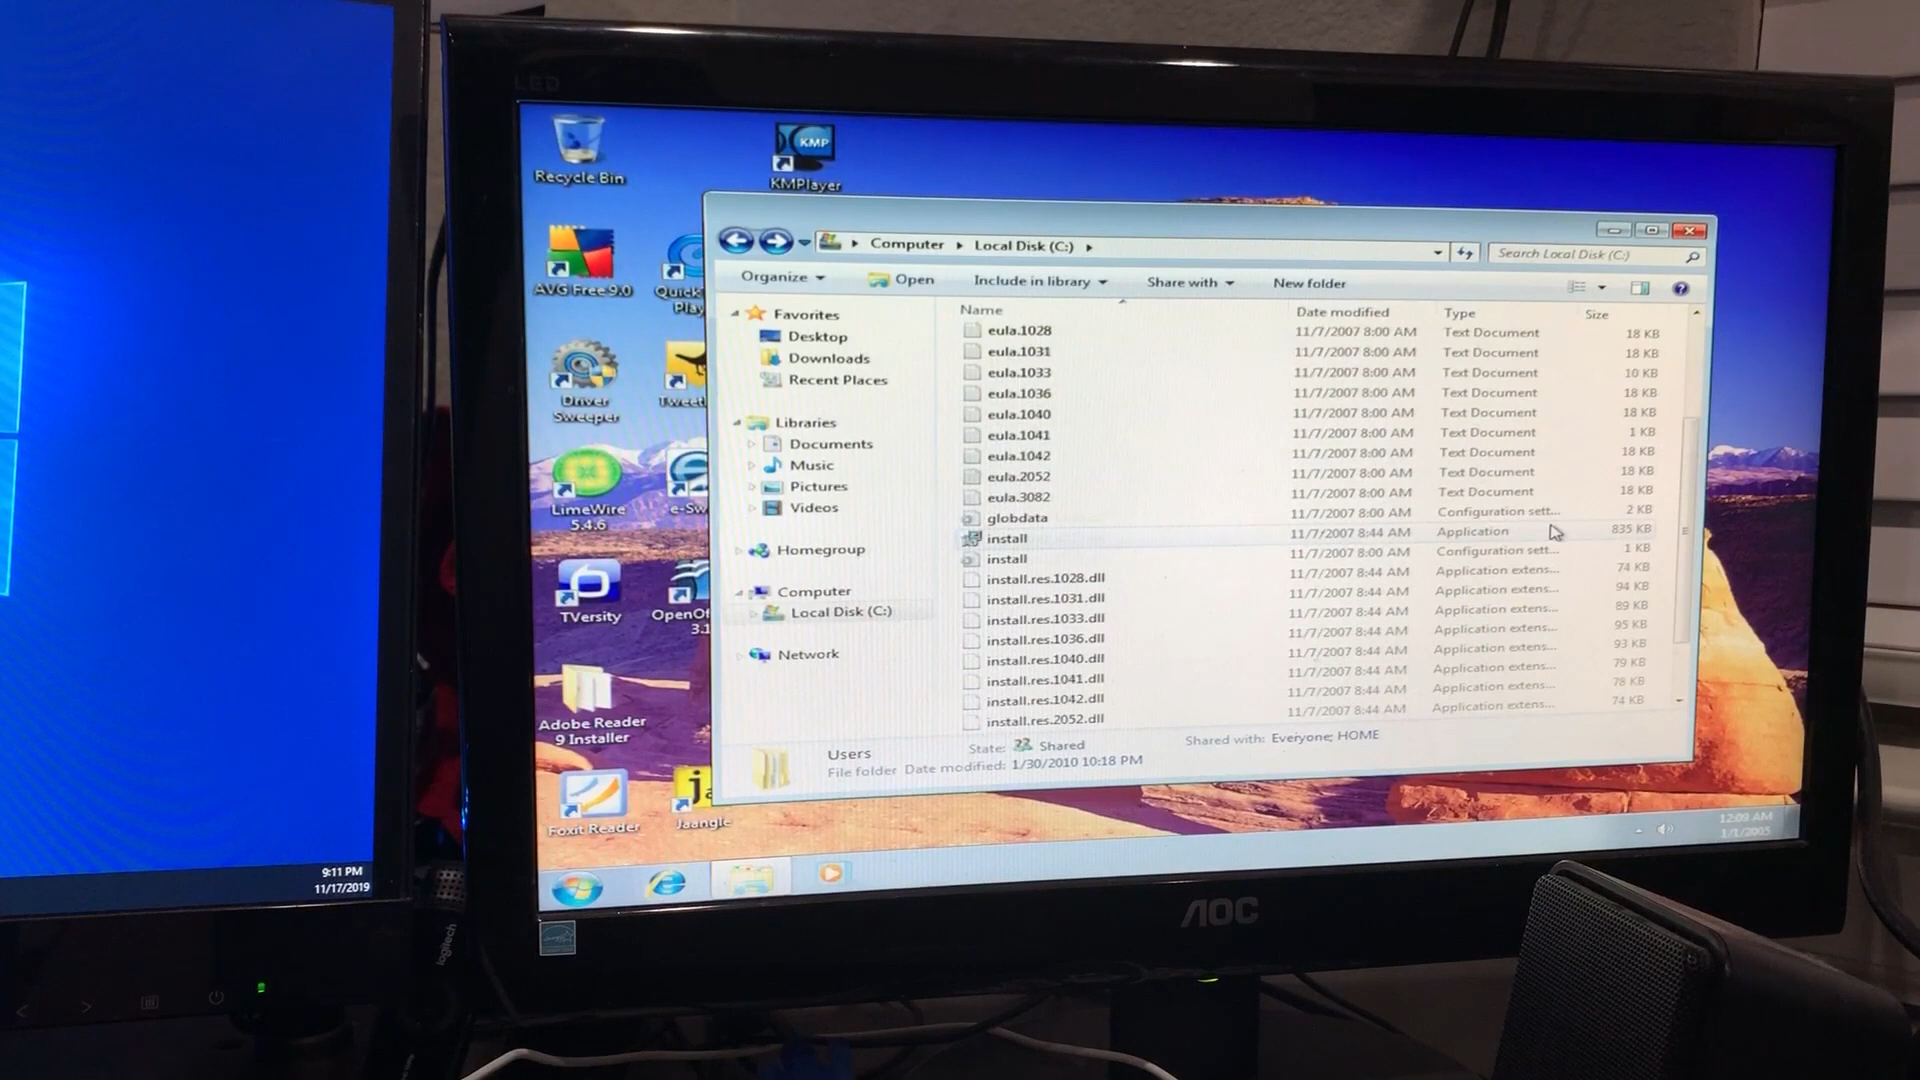 LED
Recycle Bin
KMP
KMPlayer
AVG Free 9.0
Quick
Play
Driver
Sweeper
Tweet
LimeWire
5.4.6
e-Sw
TVersity
OpenOf
3.1
Adobe Reader
9 Installer
Foxit Reader
Jaangle
Computer
Local Disk (C:)
Search Local Disk (C:)
Organize
Open
Include in library
Share with
New folder
Favorites
Desktop
Downloads
Recent Places
Libraries
Documents
Music
Pictures
Videos
Homegroup
Computer
Local Disk (C:)
Network
Name Date modified Type Size
eula.1028 11/7/2007 8:00 AM Text Document 18 KB
eula.1031 11/7/2007 8:00 AM Text Document 18 KB
eula.1033 11/7/2007 8:00 AM Text Document 10 KB
eula.1036 11/7/2007 8:00 AM Text Document 18 KB
eula.1040 11/7/2007 8:00 AM Text Document 18 KB
eula.1041 11/7/2007 8:00 AM Text Document 1 KB
eula.1042 11/7/2007 8:00 AM Text Document 18 KB
eula.2052 11/7/2007 8:00 AM Text Document 18 KB
eula.3082 11/7/2007 8:00 AM Text Document 18 KB
globdata 11/7/2007 8:00 AM Configuration sett... 2 KB
install 11/7/2007 8:44 AM Application 835 KB
install 11/7/2007 8:00 AM Configuration sett... 1 KB
install.res.1028.dll 11/7/2007 8:44 AM Application extens... 74 KB
install.res.1031.dll 11/7/2007 8:44 AM Application extens... 94 KB
install.res.1033.dll 11/7/2007 8:44 AM Application extens... 89 KB
install.res.1036.dll 11/7/2007 8:44 AM Application extens... 95 KB
install.res.1040.dll 11/7/2007 8:44 AM Application extens... 93 KB
install.res.1041.dll 11/7/2007 8:44 AM Application extens... 79 KB
install.res.1042.dll 11/7/2007 8:44 AM Application extens... 78 KB
install.res.2052.dll 11/7/2007 8:44 AM Application extens... 74 KB
Users State: Shared Shared with: Everyone; HOME
File folder Date modified: 1/30/2010 10:18 PM
12:09 AM
1/1/2005
9:11 PM
11/17/2019
AOC
logitech